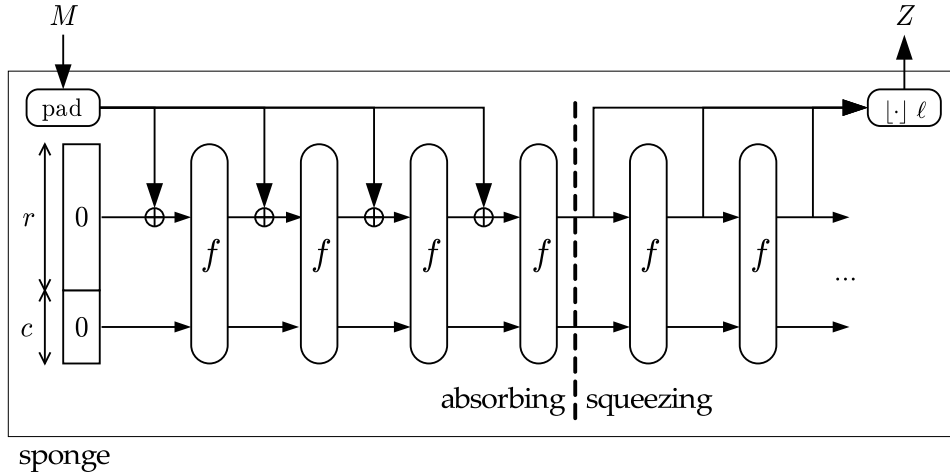 M Z
pad ⌊·⌋ ℓ
r 0
f f f f f f
...
c 0
absorbing squeezing
sponge